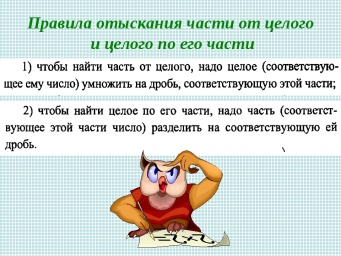 Правила отыскания части от целого
и целого по его части
1) чтобы найти часть от целого, надо целое (соответствую-
щее ему число) умножить на дробь, соответствующую этой части;
2) чтобы найти целое по его части, надо часть (соответст-
вующее этой части число) разделить на соответствующую ей
дробь.